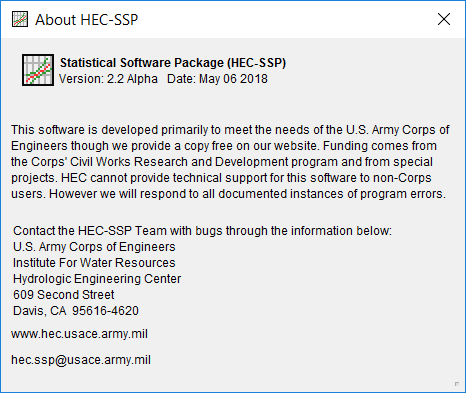 About HEC-SSP
Statistical Software Package (HEC-SSP)
Version: 2.2 Alpha   Date: May 06 2018
This software is developed primarily to meet the needs of the U.S. Army Corps of
Engineers though we provide a copy free on our website. Funding comes from
the Corps' Civil Works Research and Development program and from special
projects. HEC cannot provide technical support for this software to non-Corps
users. However we will respond to all documented instances of program errors.
Contact the HEC-SSP Team with bugs through the information below:
U.S. Army Corps of Engineers
Institute For Water Resources
Hydrologic Engineering Center
609 Second Street
Davis, CA  95616-4620
www.hec.usace.army.mil
hec.ssp@usace.army.mil